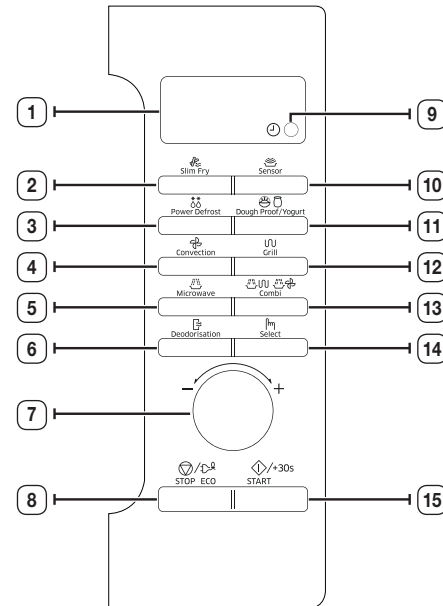 1
9
Slim Fry Sensor
2
10
Power Defrost Dough Proof/Yogurt
3
11
Convection Grill
4
12
Microwave Combi
5
13
Deodorisation Select
6
14
− +
7
/ /+30s
STOP ECO START
8
15